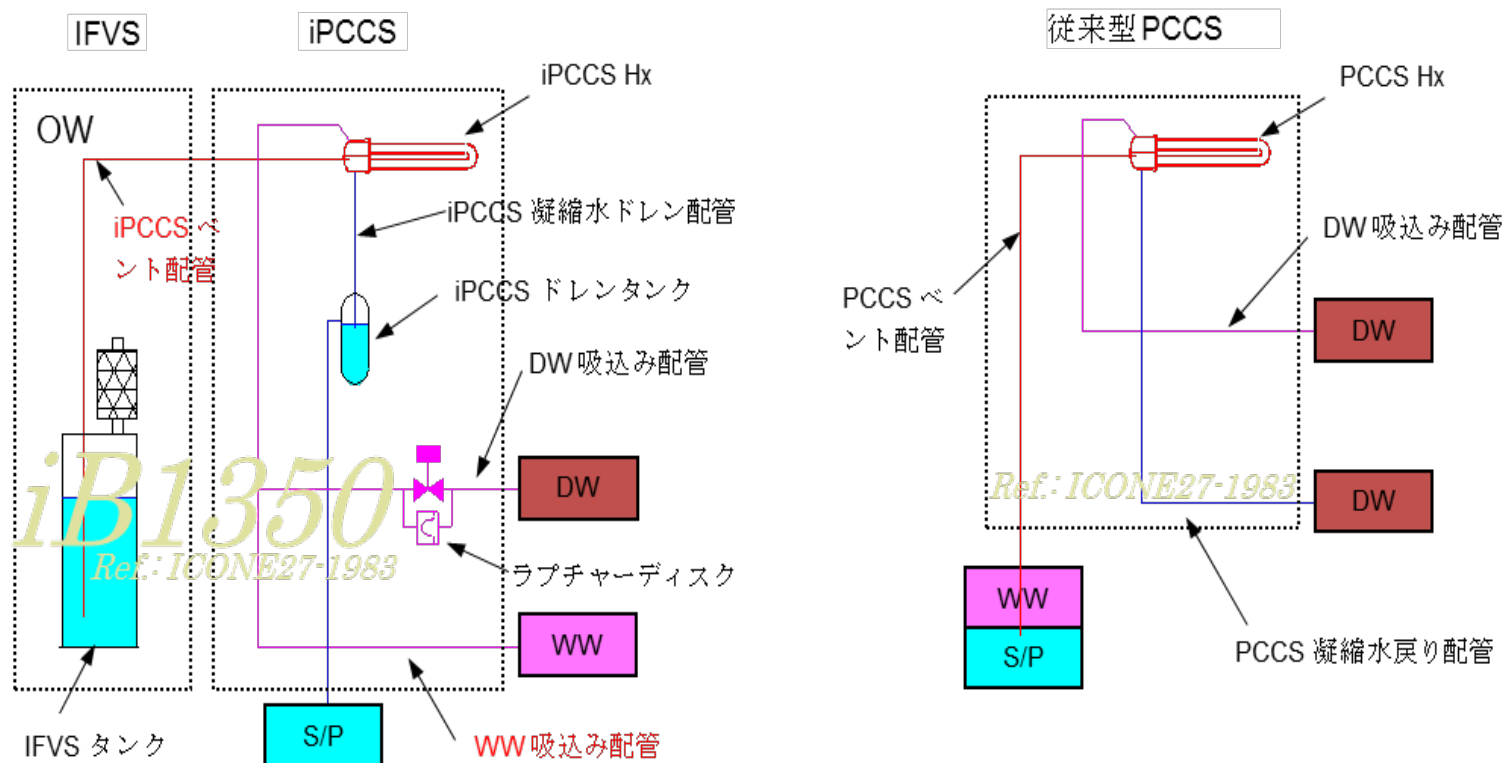 IFVS
iPCCS
従来型PCCS
iPCCS Hx
PCCS Hx
OW
iPCCS ベ
ント配管
iPCCS 凝縮水ドレン配管
iPCCS ドレンタンク
DW吸込み配管
DW
ラプチャーディスク
WW
S/P
IFVS タンク
WW吸込み配管
iB1350
Ref.: ICONE27-1983
DW吸込み配管
PCCS ベ
ント配管
DW
DW
Ref.: ICONE27-1983
WW
S/P
PCCS 凝縮水戻り配管